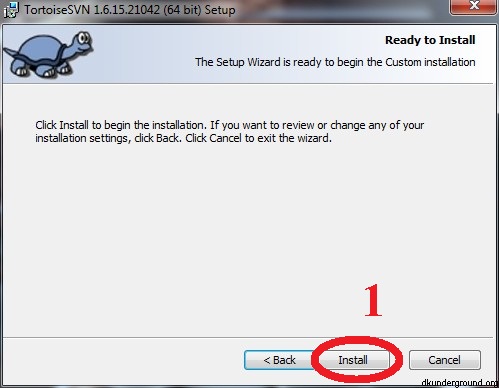 TortoiseSVN 1.6.15.21042 (64 bit) Setup
Ready to Install
The Setup Wizard is ready to begin the Custom installation
Click Install to begin the installation. If you want to review or change any of your
installation settings, click Back. Click Cancel to exit the wizard.
1
< Back Install Cancel
dkunderground.org